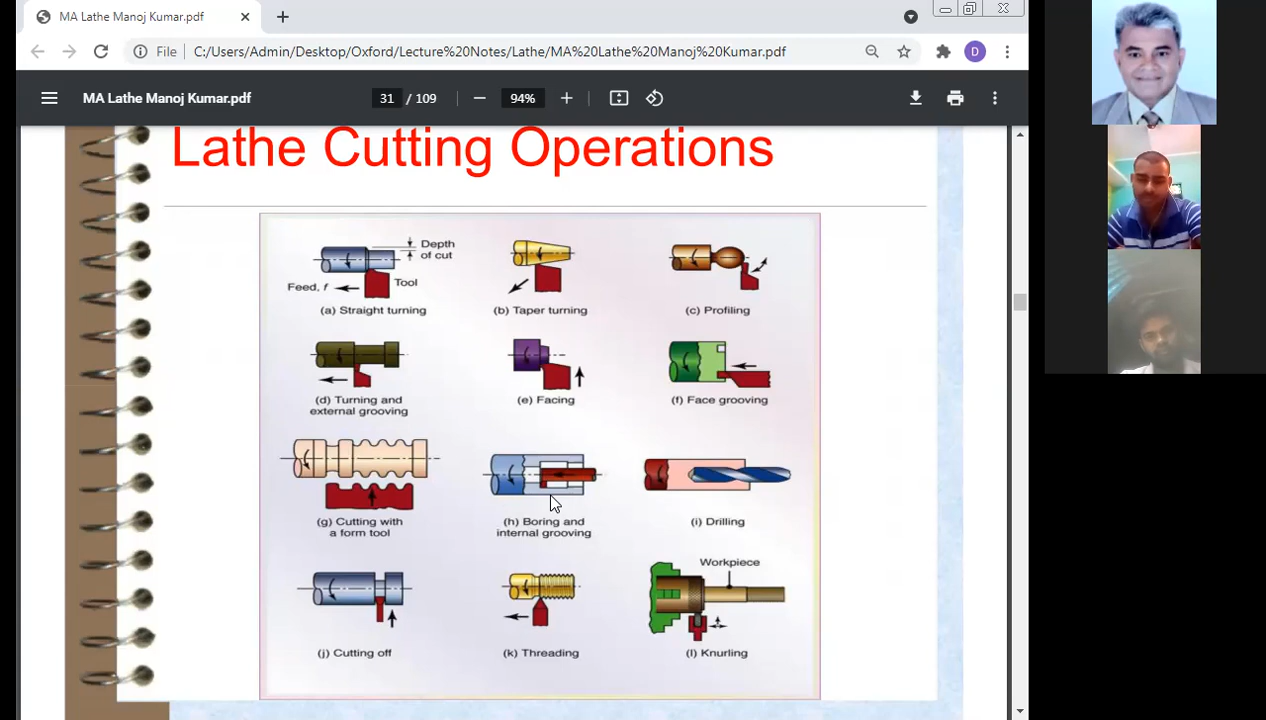 MA Lathe Manoj Kumar.pdf
File
C:/Users/Admin/Desktop/Oxford/Lecture%20Notes/Lathe/MA%20Lathe%20Manoj%20Kumar.pdf
D
MA Lathe Manoj Kumar.pdf
31 / 109
94%
Lathe Cutting Operations
Depth
of cut
Feed, f
Tool
(a) Straight turning
(b) Taper turning
(c) Profiling
(d) Turning and
external grooving
(e) Facing
(f) Face grooving
(g) Cutting with
a form tool
(h) Boring and
internal grooving
(i) Drilling
Workpiece
(j) Cutting off
(k) Threading
(l) Knurling